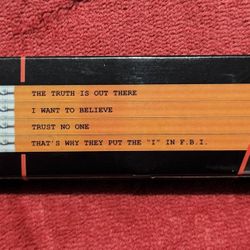 THE TRUTH IS OUT THERE
I WANT TO BELIEVE
TRUST NO ONE
THAT'S WHY THEY PUT THE "I" IN F.B.I.